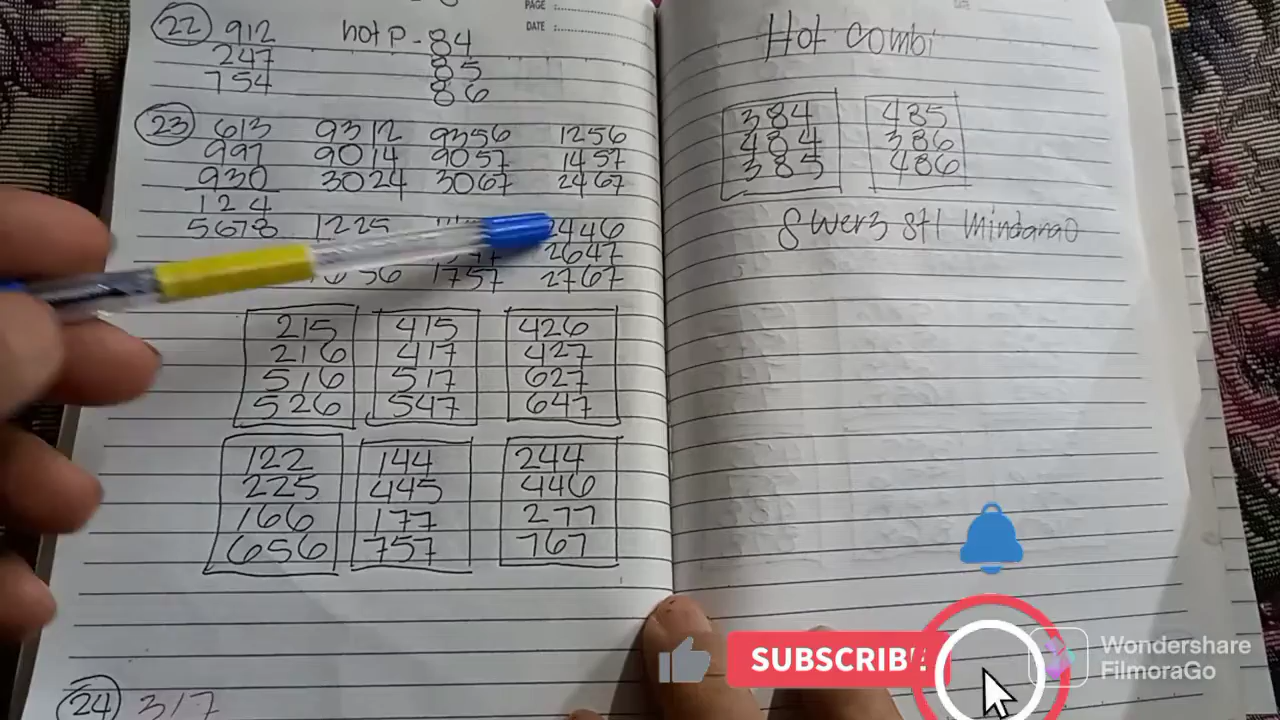 PAGE :
DATE :
22 912 hot p - 84
247 85
754 86
23 613 9312 9356 1256
997 9014 9057 1457
930 3024 3067 2467
124
5678 1225 2446
2647
1656 1757 2767
215 415 426
216 417 427
516 517 627
526 547 647
122 144 244
225 445 446
166 177 277
656 757 767
24 317
Hot combi
384 485
484 386
385 486
Swer3 Stl Mindanao
SUBSCRIBE
Wondershare
FilmoraGo